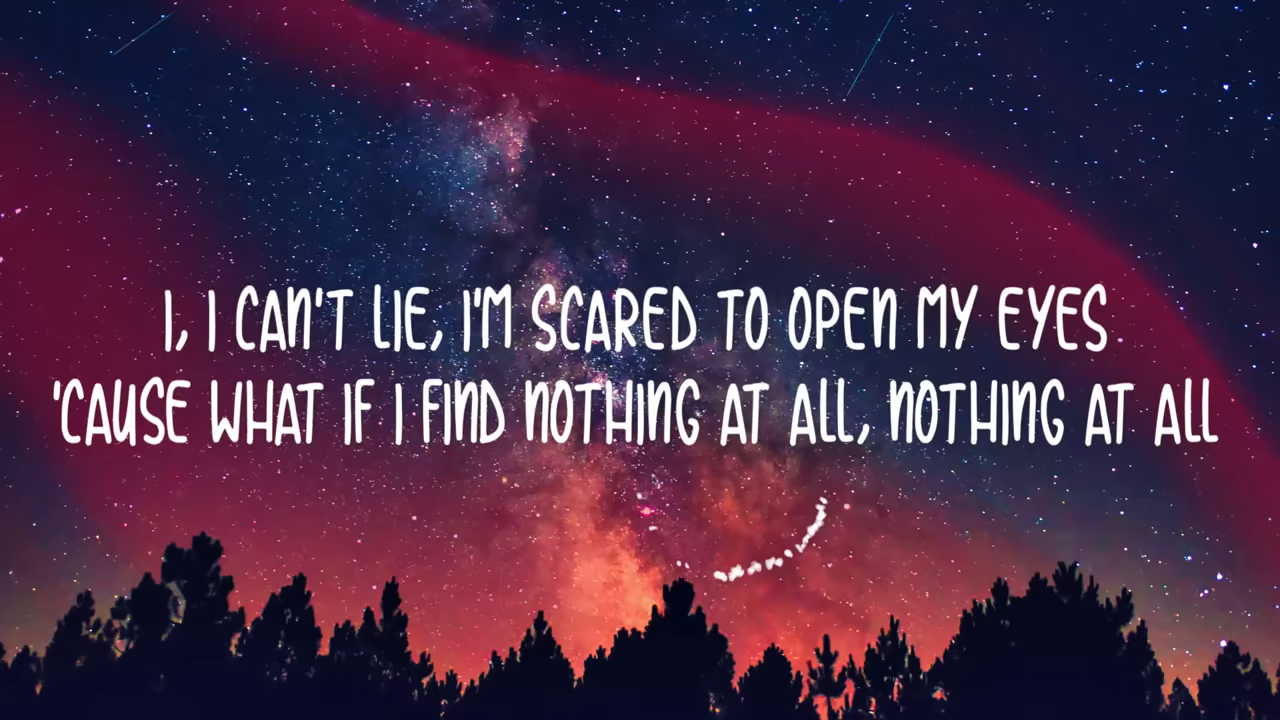 I, I CAN'T LIE, I'M SCARED TO OPEN MY EYES
'CAUSE WHAT IF I FIND NOTHING AT ALL, NOTHING AT ALL